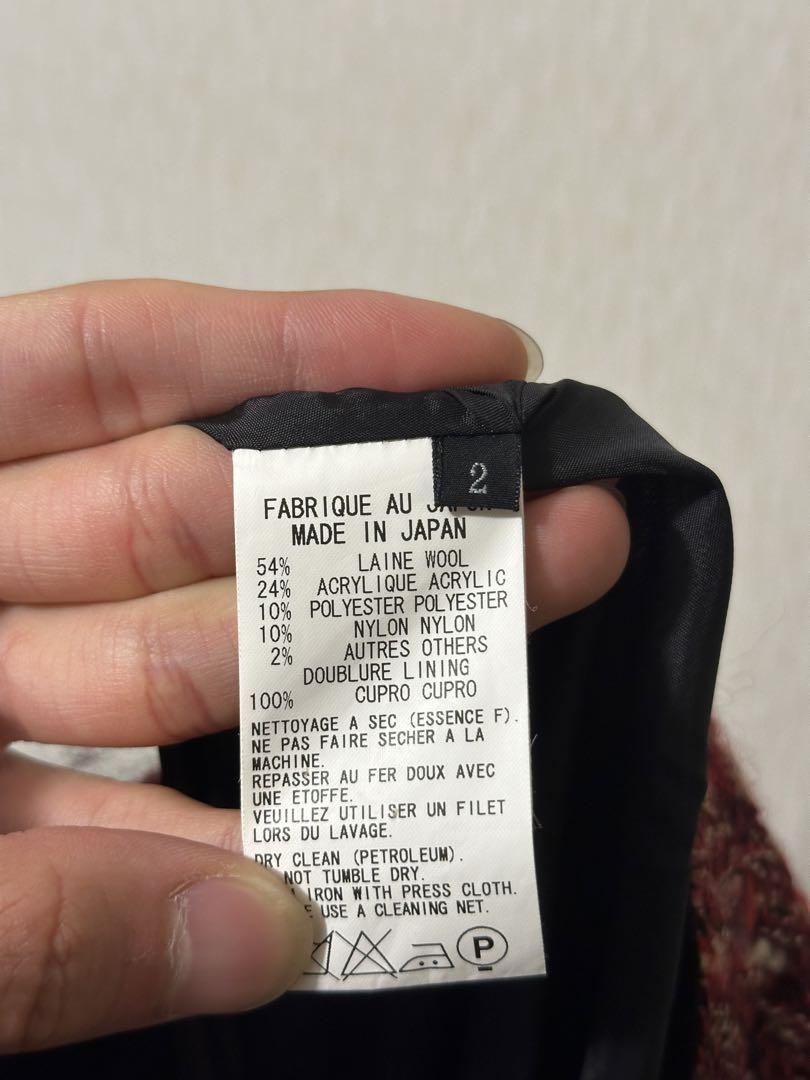 2
FABRIQUE AU
MADE IN JAPAN
54% LAINE WOOL
24% ACRYLIQUE ACRYLIC
10% POLYESTER POLYESTER
10% NYLON NYLON
2% AUTRES OTHERS
DOUBLURE LINING
100% CUPRO CUPRO
NETTOYAGE A SEC (ESSENCE F).
NE PAS FAIRE SECHER A LA
MACHINE.
REPASSER AU FER DOUX AVEC
UNE ETOFFE.
VEUILLEZ UTILISER UN FILET
LORS DU LAVAGE.
DRY CLEAN (PETROLEUM).
NOT TUMBLE DRY.
IRON WITH PRESS CLOTH.
USE A CLEANING NET.
P